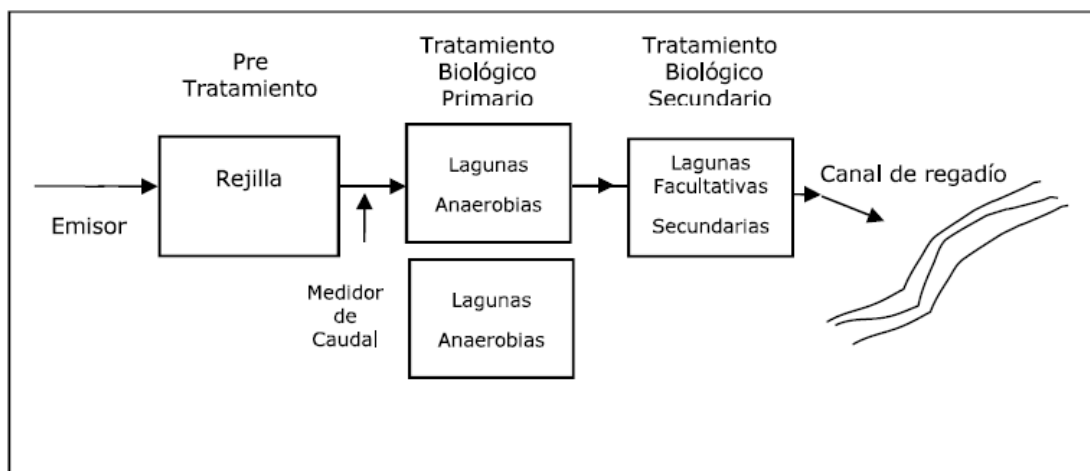 Pre
Tratamiento
Tratamiento
Biológico
Primario
Tratamiento
Biológico
Secundario
Emisor
Rejilla
Medidor
de
Caudal
Lagunas
Anaerobias
Lagunas
Anaerobias
Lagunas
Facultativas
Secundarias
Canal de regadío